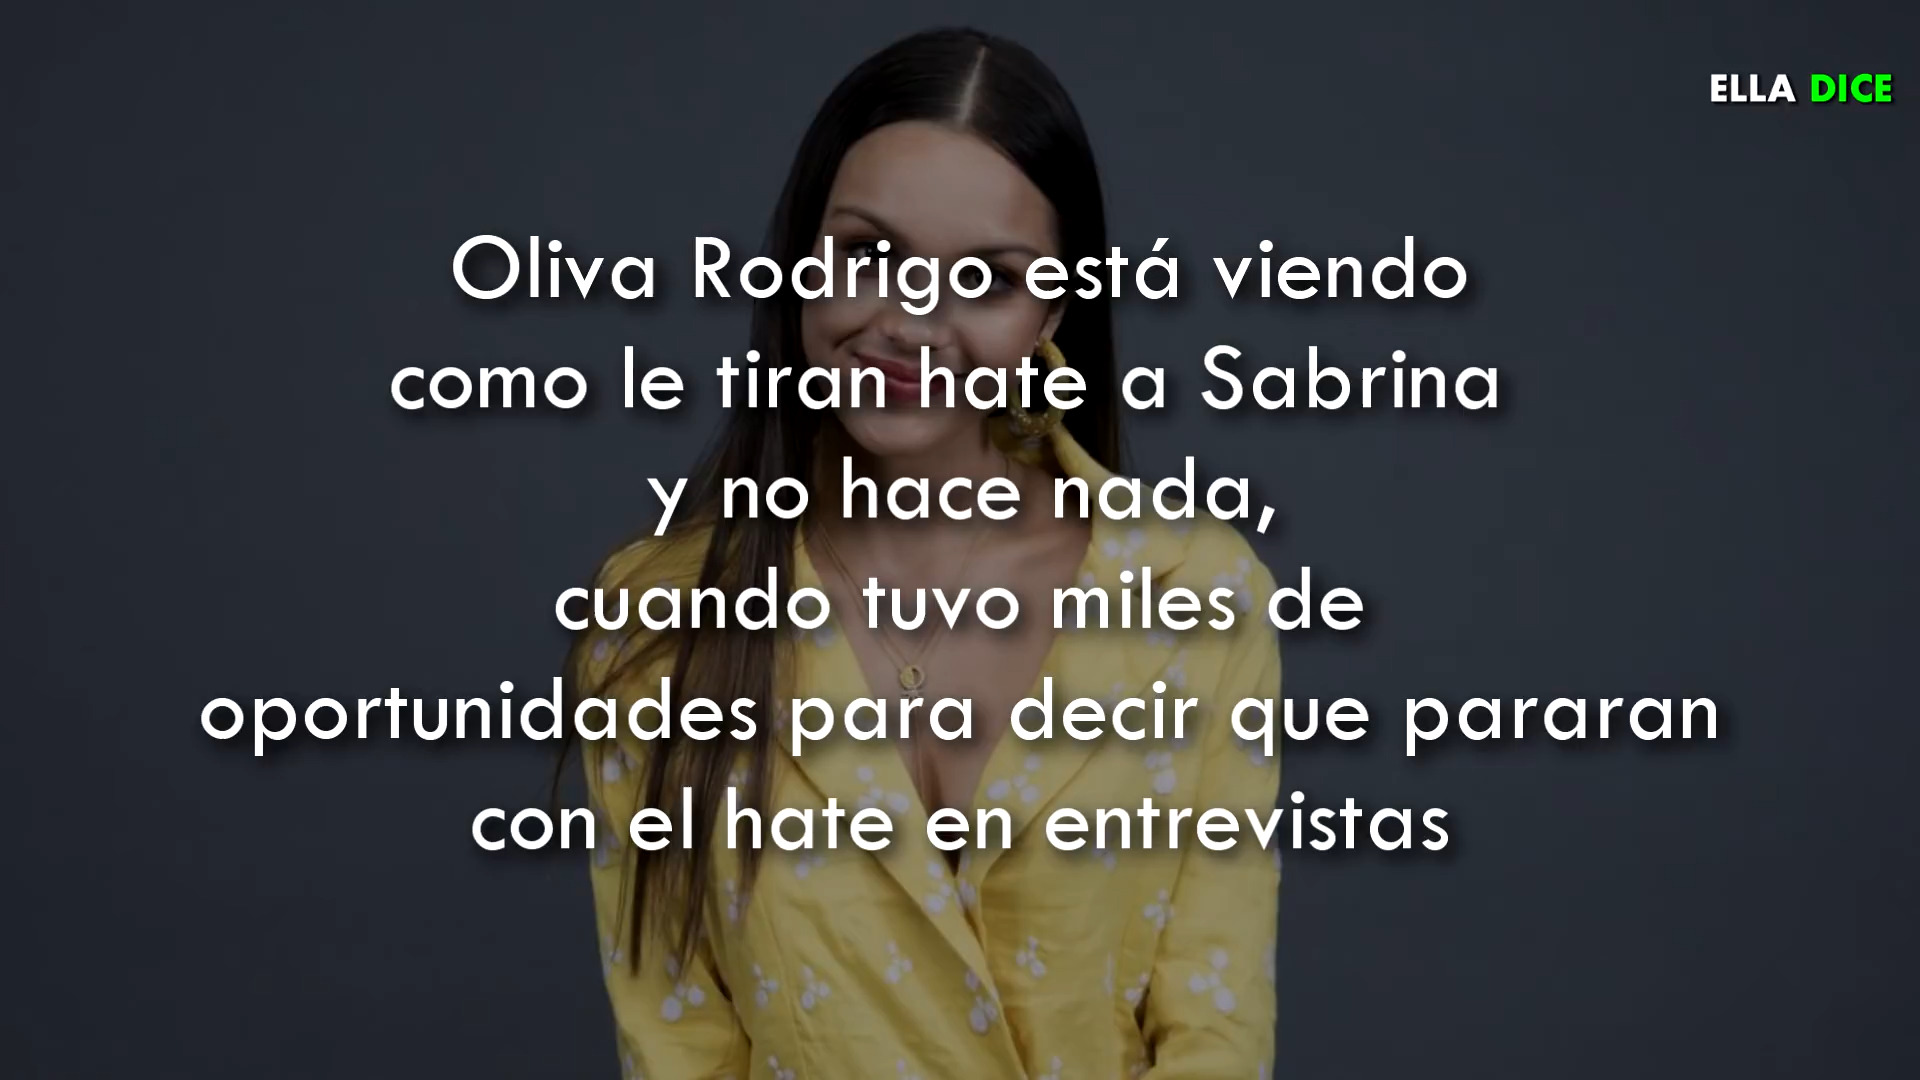 ELLA DICE
Oliva Rodrigo está viendo
como le tiran hate a Sabrina
y no hace nada,
cuando tuvo miles de
oportunidades para decir que pararan
con el hate en entrevistas